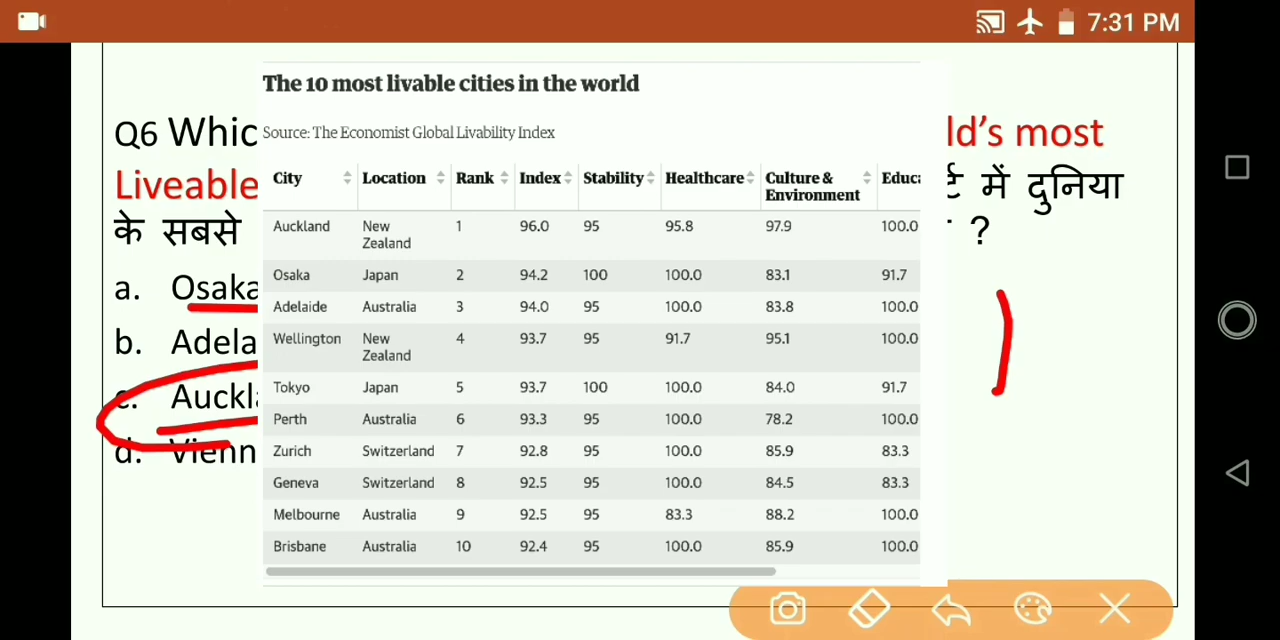 7:31 PM
The 10 most livable cities in the world
Q6 Whic
Source: The Economist Global Livability Index
ld's most
Liveable
में दुनिया
के सबसे
?
City Location Rank Index Stability Healthcare Culture & Environment Educa
Auckland New Zealand 1 96.0 95 95.8 97.9 100.0
Osaka Japan 2 94.2 100 100.0 83.1 91.7
Adelaide Australia 3 94.0 95 100.0 83.8 100.0
Wellington New Zealand 4 93.7 95 91.7 95.1 100.0
Tokyo Japan 5 93.7 100 100.0 84.0 91.7
Perth Australia 6 93.3 95 100.0 78.2 100.0
Zurich Switzerland 7 92.8 95 100.0 85.9 83.3
Geneva Switzerland 8 92.5 95 100.0 84.5 83.3
Melbourne Australia 9 92.5 95 83.3 88.2 100.0
Brisbane Australia 10 92.4 95 100.0 85.9 100.0
a. Osaka
b. Adela
c. Auckla
d. Vienn